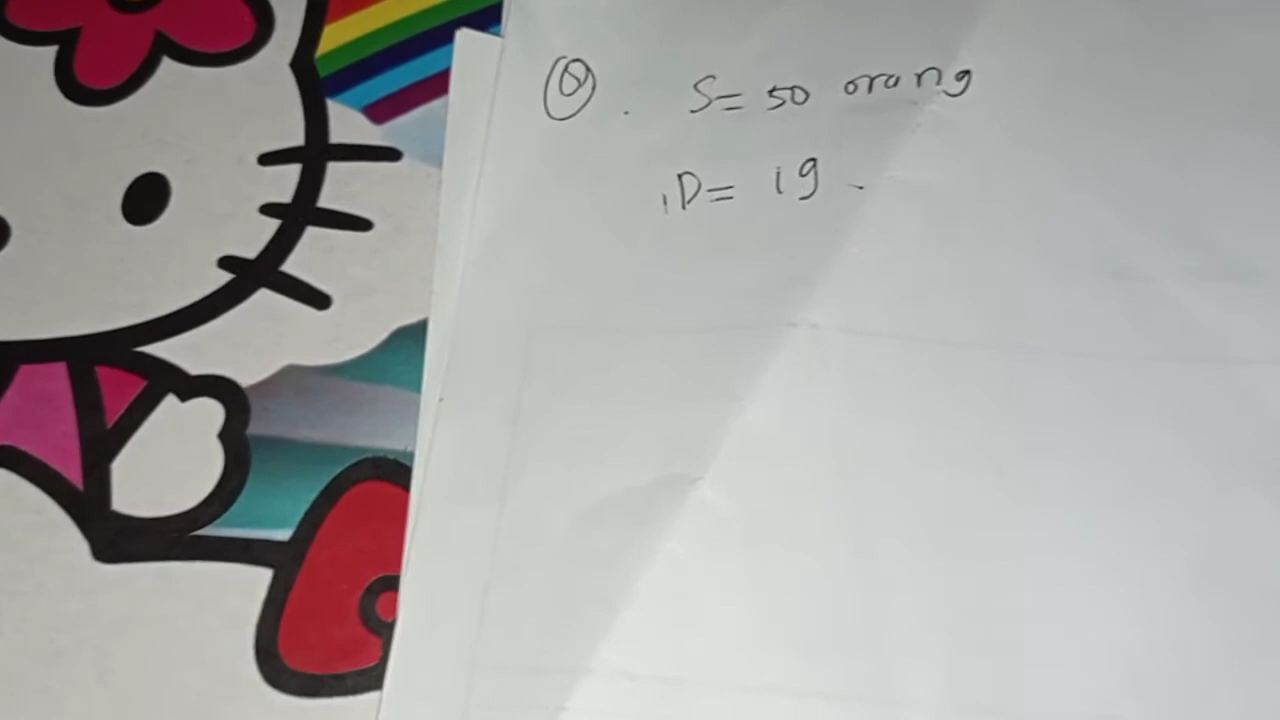 S = 50 orang
D = 19